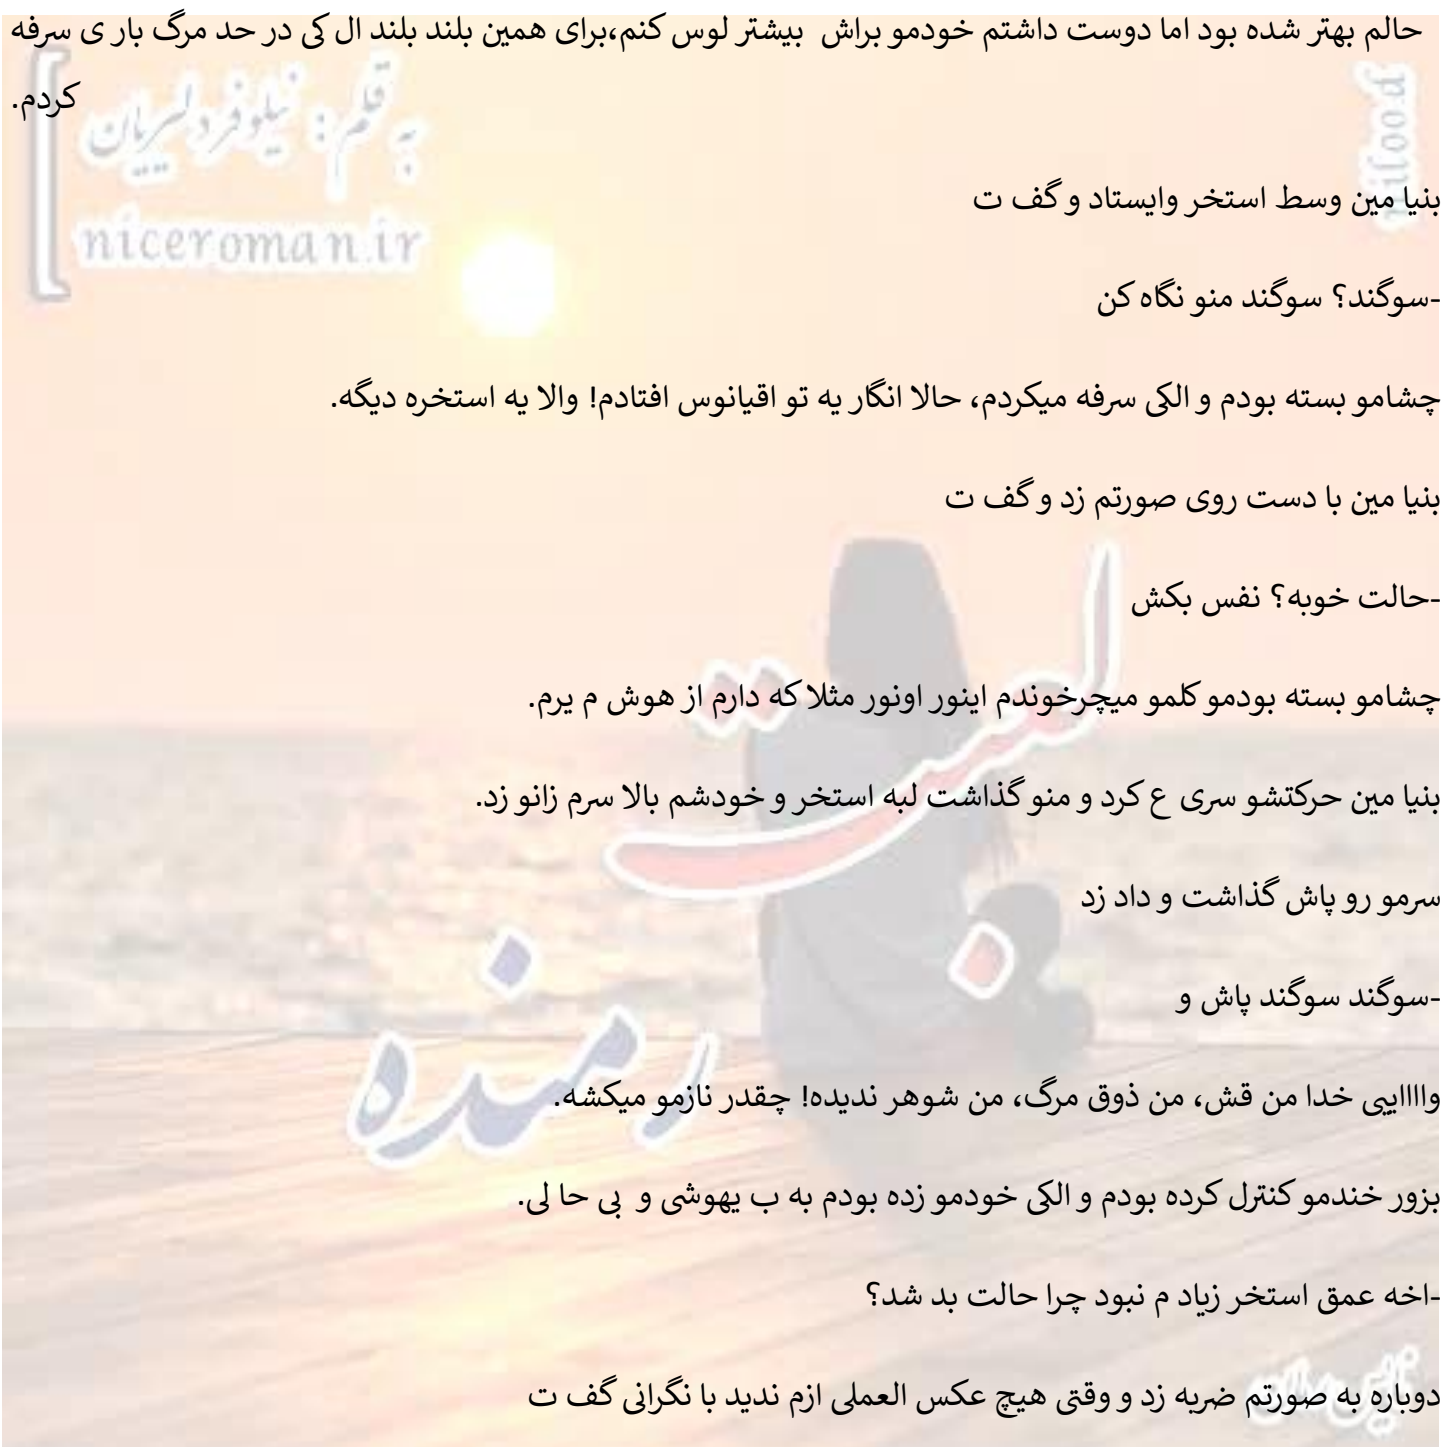 حالم بهتر شده بود اما دوست داشتم خودمو براش بیشتر لوس کنم،برای همین بلند بلند ال کی در حد مرگ بار ی سرفه
کردم.
به قلم: نیلوفر دلسریان
niceroman.ir
بنیا مین وسط استخر وایستاد و گف ت
-سوگند؟ سوگند منو نگاه کن
چشامو بسته بودم و الکی سرفه میکردم، حالا انگار یه تو اقیانوس افتادم! والا یه استخره دیگه.
بنیا مین با دست روی صورتم زد و گف ت
-حالت خوبه؟ نفس بکش
چشامو بسته بودمو کلمو میچرخوندم اینور اونور مثلا که دارم از هوش م یرم.
بنیا مین حرکتشو سری ع کرد و منو گذاشت لبه استخر و خودشم بالا سرم زانو زد.
سرمو رو پاش گذاشت و داد زد
-سوگند سوگند پاش و
واااایی خدا من قش، من ذوق مرگ، من شوهر ندیده! چقدر نازمو میکشه.
بزور خندمو کنترل کرده بودم و الکی خودمو زده بودم به ب یهوشی و بی حا لی.
-اخه عمق استخر زیاد م نبود چرا حالت بد شد؟
دوباره به صورتم ضربه زد و وقتی هیچ عکس العملی ازم ندید با نگرانی گف ت
رمنده